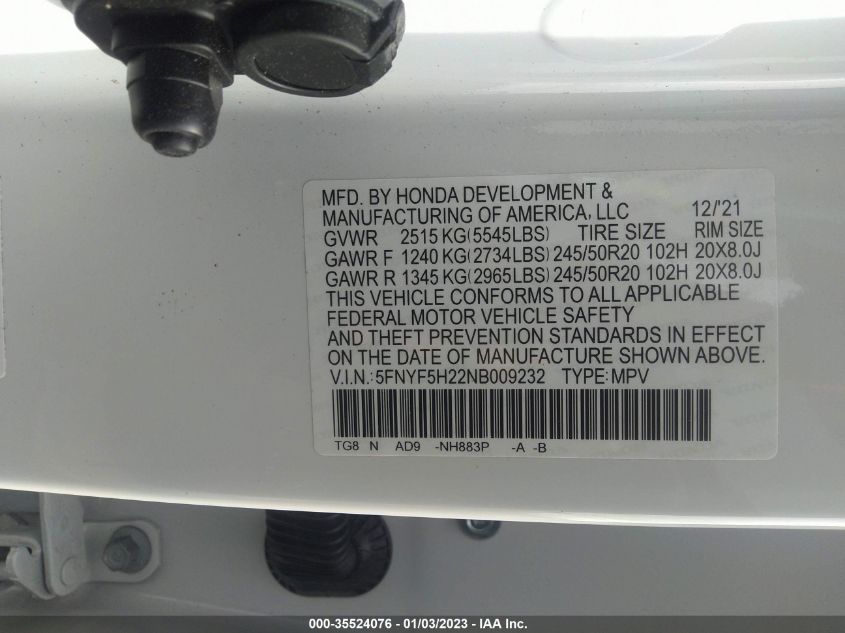 MFD. BY HONDA DEVELOPMENT &
MANUFACTURING OF AMERICA, LLC 12/'21
GVWR 2515 KG(5545LBS) TIRE SIZE RIM SIZE
GAWR F 1240 KG(2734LBS) 245/50R20 102H 20X8.0J
GAWR R 1345 KG(2965LBS) 245/50R20 102H 20X8.0J
THIS VEHICLE CONFORMS TO ALL APPLICABLE
FEDERAL MOTOR VEHICLE SAFETY
AND THEFT PREVENTION STANDARDS IN EFFECT
ON THE DATE OF MANUFACTURE SHOWN ABOVE.
V.I.N.: 5FNYF5H22NB009232 TYPE: MPV
TG8 N AD9 -NH883P -A -B
000-35524076 - 01/03/2023 - IAA Inc.